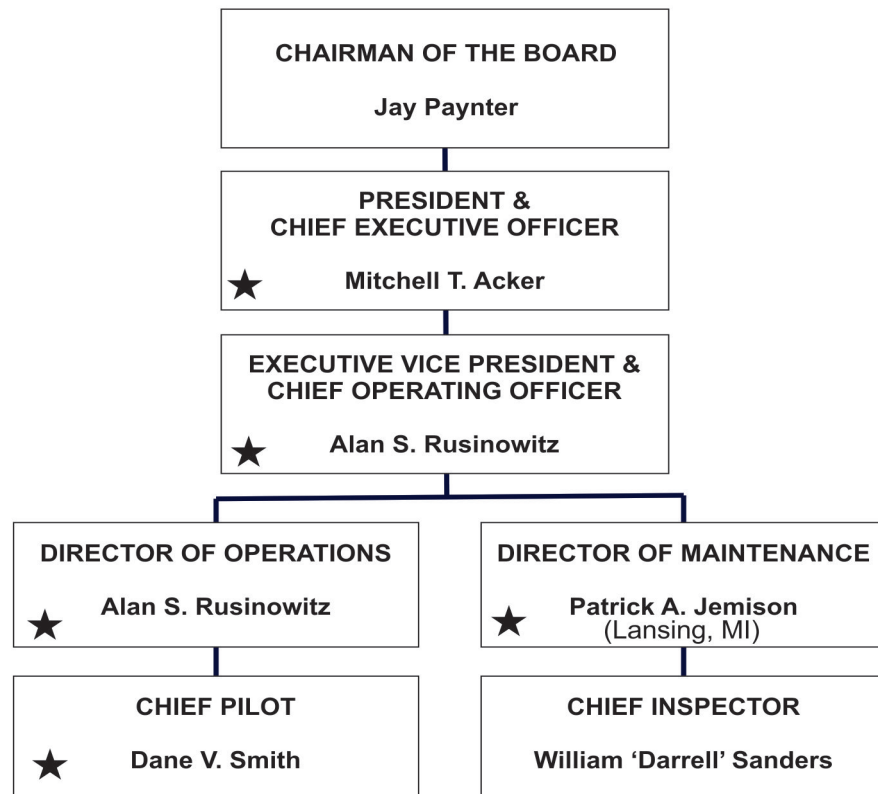 CHAIRMAN OF THE BOARD
Jay Paynter
PRESIDENT &
CHIEF EXECUTIVE OFFICER
Mitchell T. Acker
EXECUTIVE VICE PRESIDENT &
CHIEF OPERATING OFFICER
Alan S. Rusinowitz
DIRECTOR OF OPERATIONS
Alan S. Rusinowitz
DIRECTOR OF MAINTENANCE
Patrick A. Jemison
(Lansing, MI)
CHIEF PILOT
Dane V. Smith
CHIEF INSPECTOR
William ‘Darrell’ Sanders